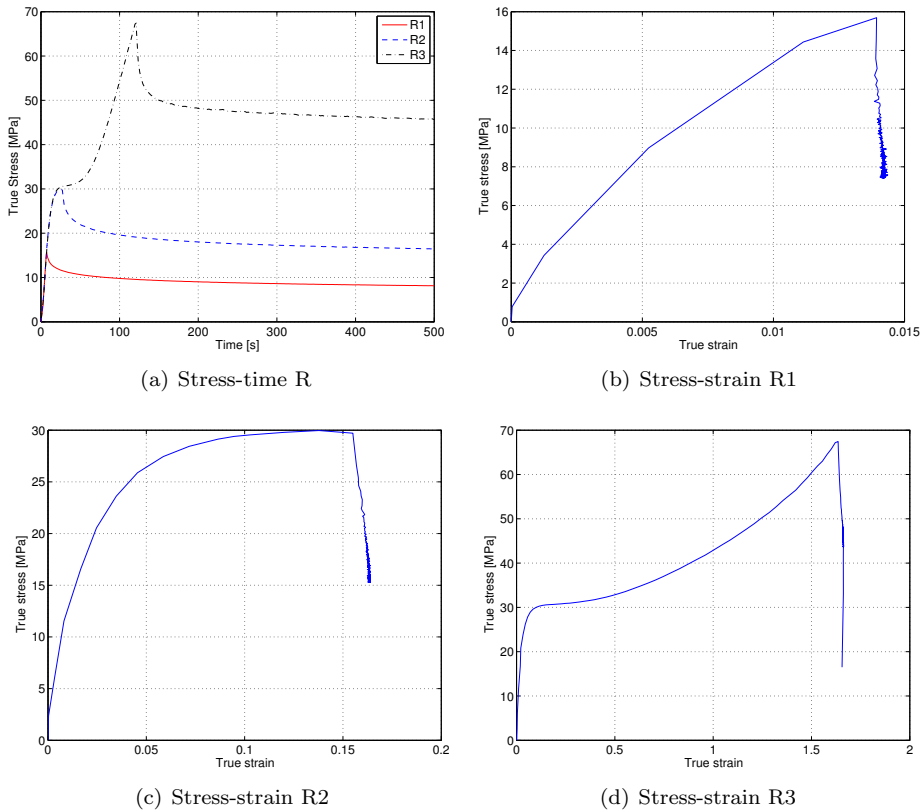 70
60
50
40
30
20
10
0
True Stress [MPa]
R1
R2
R3
0 100 200 300 400 500
Time [s]
(a) Stress-time R
16
14
12
10
8
6
4
2
0
True stress [MPa]
0 0.005 0.01 0.015
True strain
(b) Stress-strain R1
30
25
20
15
10
5
0
True stress [MPa]
0 0.05 0.1 0.15 0.2
True strain
(c) Stress-strain R2
70
60
50
40
30
20
10
0
True stress [MPa]
0 0.5 1 1.5 2
True strain
(d) Stress-strain R3